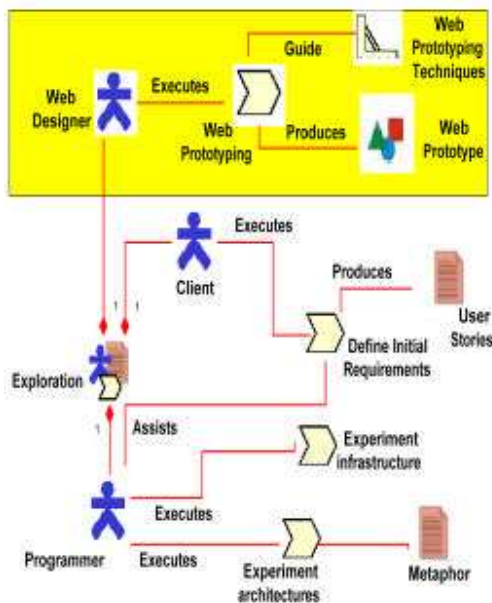 Web
Prototyping
Techniques
Guide
Executes
Web
Designer
Web
Prototyping
Produces
Web
Prototype
Executes
Client
Produces
User
Stories
1
1
Define Initial
Requirements
Exploration
1
Assists
Experiment
infrastructure
Executes
Programmer
Executes
Experiment
architectures
Metaphor